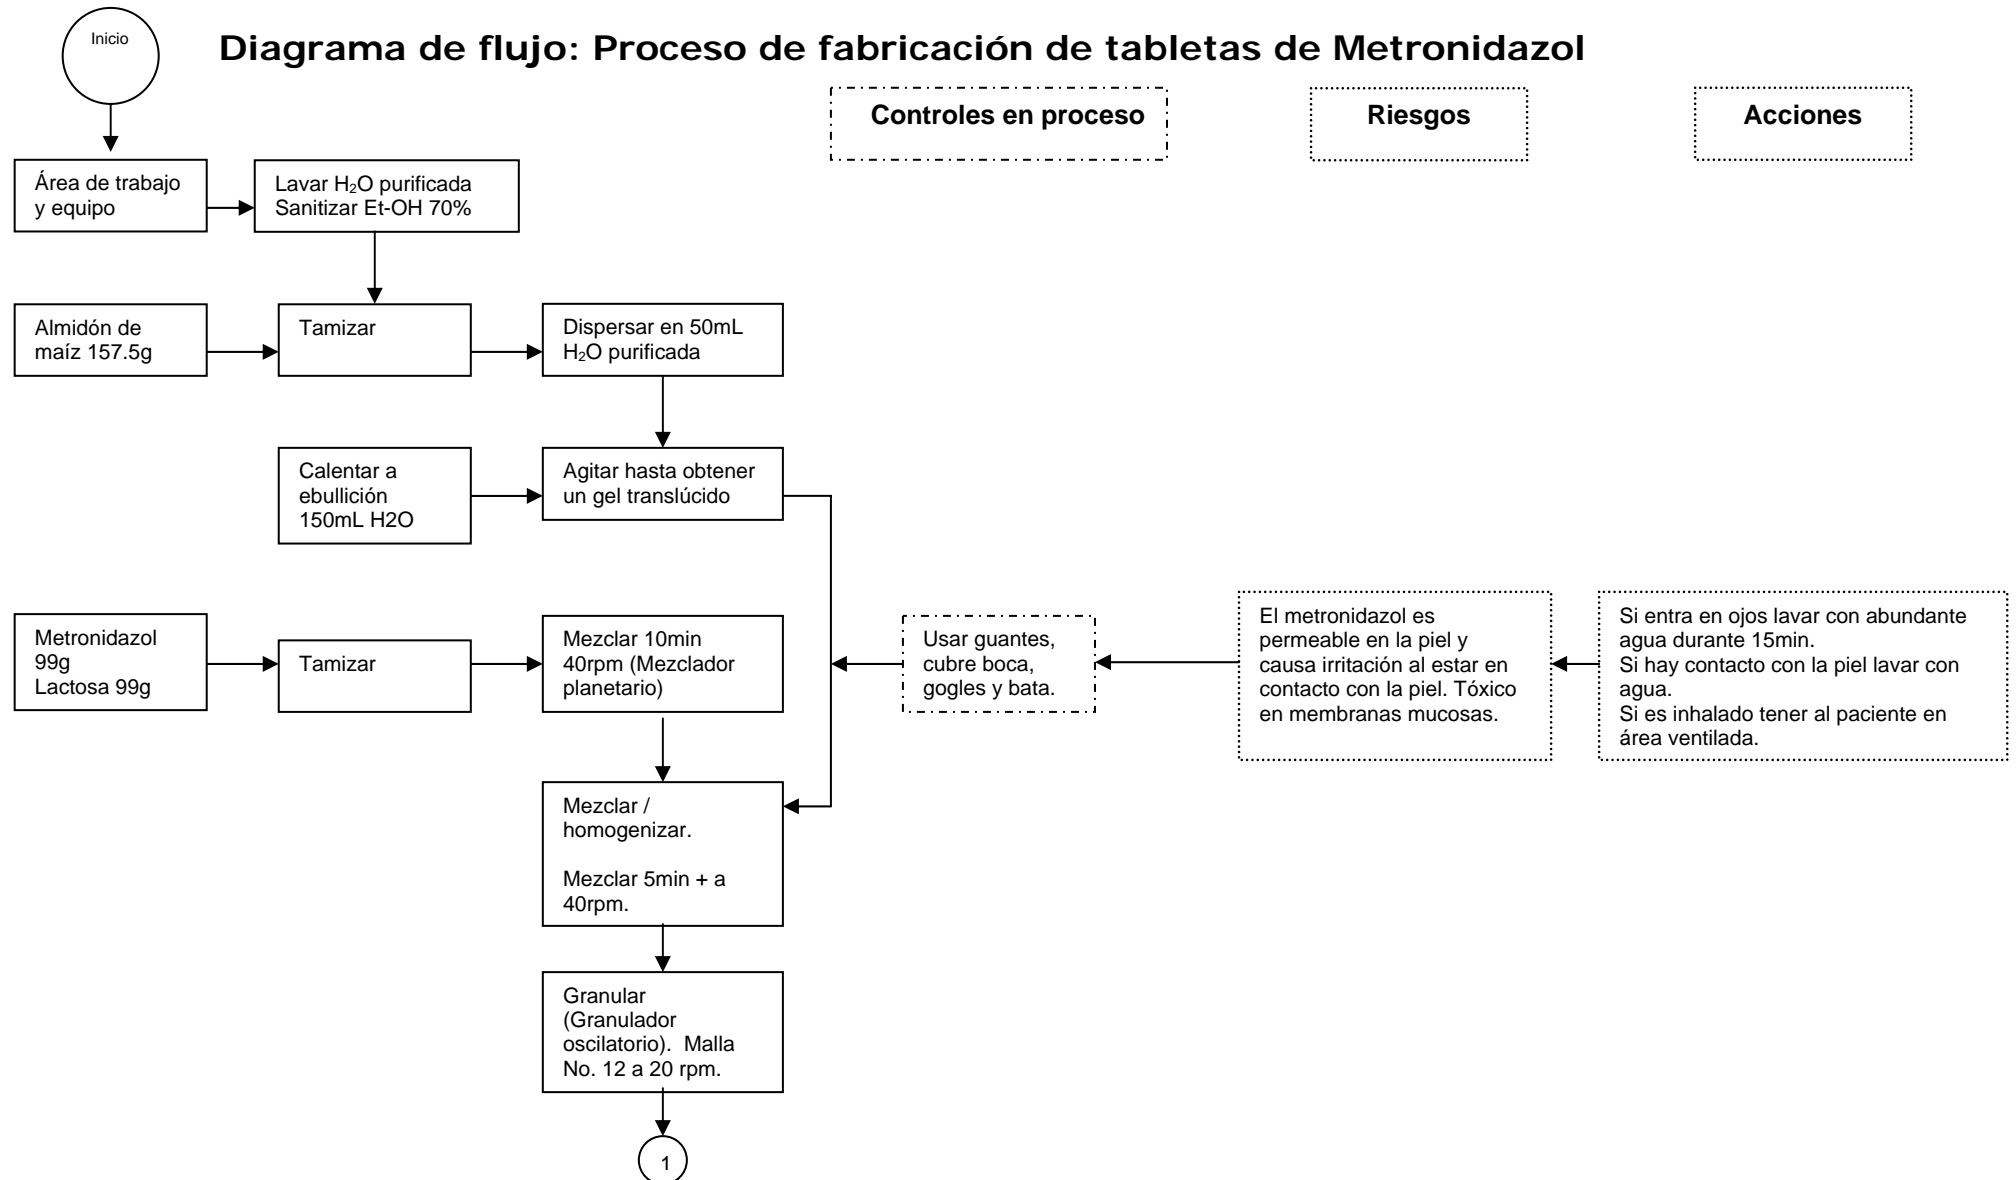 Inicio
Diagrama de flujo: Proceso de fabricación de tabletas de Metronidazol
Controles en proceso
Riesgos
Acciones
Área de trabajo
y equipo
Lavar H₂O purificada
Sanitizar Et-OH 70%
Almidón de
maíz 157.5g
Tamizar
Dispersar en 50mL
H₂O purificada
Calentar a
ebullición
150mL H2O
Agitar hasta obtener
un gel translúcido
Metronidazol
99g
Lactosa 99g
Tamizar
Mezclar 10min
40rpm (Mezclador
planetario)
Usar guantes,
cubre boca,
gogles y bata.
El metronidazol es
permeable en la piel y
causa irritación al estar en
contacto con la piel. Tóxico
en membranas mucosas.
Si entra en ojos lavar con abundante
agua durante 15min.
Si hay contacto con la piel lavar con
agua.
Si es inhalado tener al paciente en
área ventilada.
Mezclar /
homogenizar.
Mezclar 5min + a
40rpm.
Granular
(Granulador
oscilatorio).  Malla
No. 12 a 20 rpm.
1